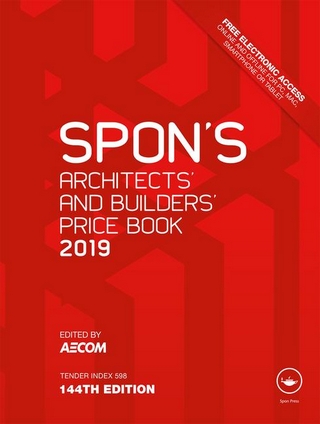 FREE ELECTRONIC ACCESS
ONLINE AND OFFLINE FOR PC, MAC,
SMARTPHONE OR TABLET
SPON'S
ARCHITECTS'
AND BUILDERS'
PRICE BOOK
2019
EDITED BY
AECOM
TENDER INDEX 598
144TH EDITION
Spon Press